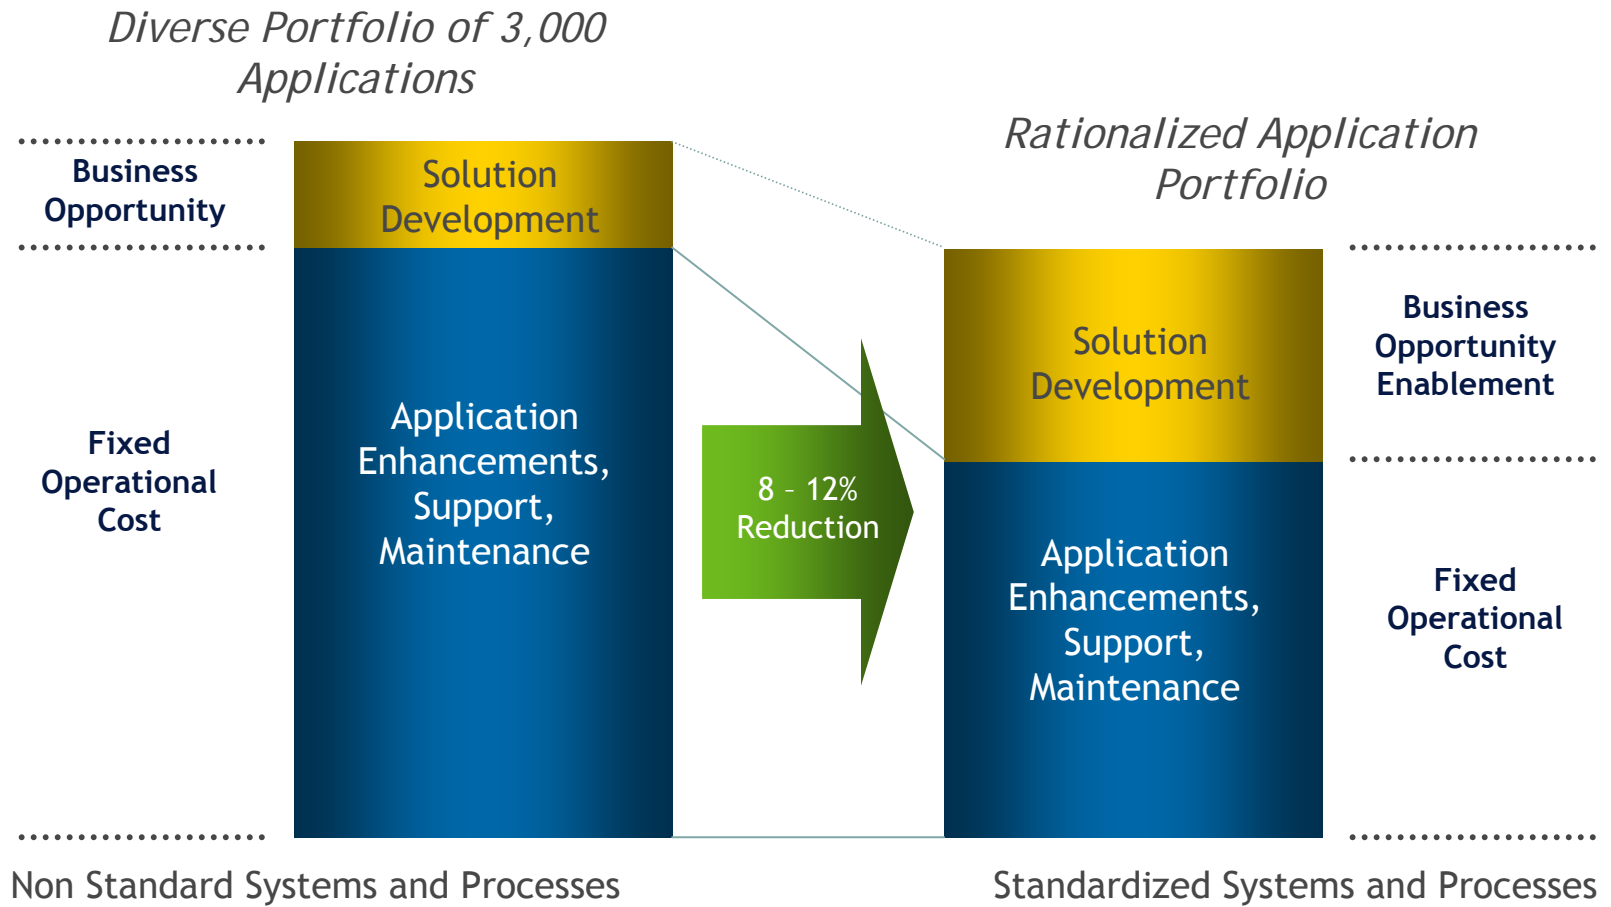 Diverse Portfolio of 3,000
Applications
Business
Opportunity
Solution
Development
Fixed
Operational
Cost
Application
Enhancements,
Support,
Maintenance
Non Standard Systems and Processes
8 – 12%
Reduction
Rationalized Application
Portfolio
Solution
Development
Business
Opportunity
Enablement
Application
Enhancements,
Support,
Maintenance
Fixed
Operational
Cost
Standardized Systems and Processes